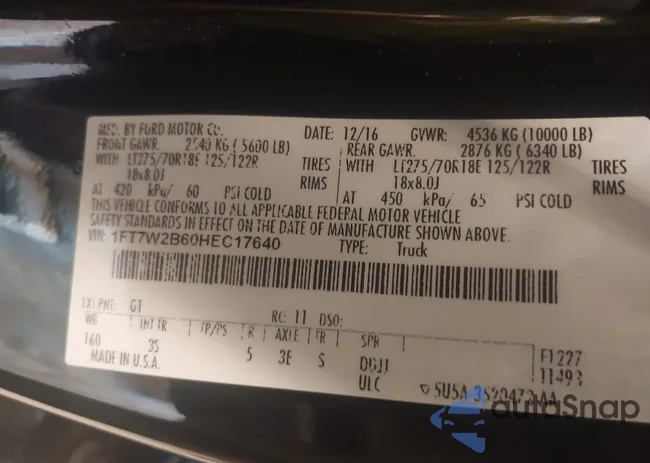 MFD. BY FORD MOTOR CO. DATE: 12/16 GVWR: 4536 KG (10000 LB)
FRONT GAWR: 2540 KG (5600 LB) REAR GAWR: 2876 KG (6340 LB)
WITH LT275/70R18E 125/122R TIRES WITH LT275/70R18E 125/122R TIRES
18x8.0J RIMS 18x8.0J RIMS
AT 420 kPa/ 60 PSI COLD AT 450 kPa/ 65 PSI COLD
THIS VEHICLE CONFORMS TO ALL APPLICABLE FEDERAL MOTOR VEHICLE
SAFETY STANDARDS IN EFFECT ON THE DATE OF MANUFACTURE SHOWN ABOVE.
VIN: 1FT7W2B60HEC17640 TYPE: Truck
EXT PNT: G1 RC: 11 DSO:
WB INT TR TP/PS R AXLE TR SPR
160 3S 5 3E S F1227
MADE IN U.S.A. ULC 11493
autoSnap